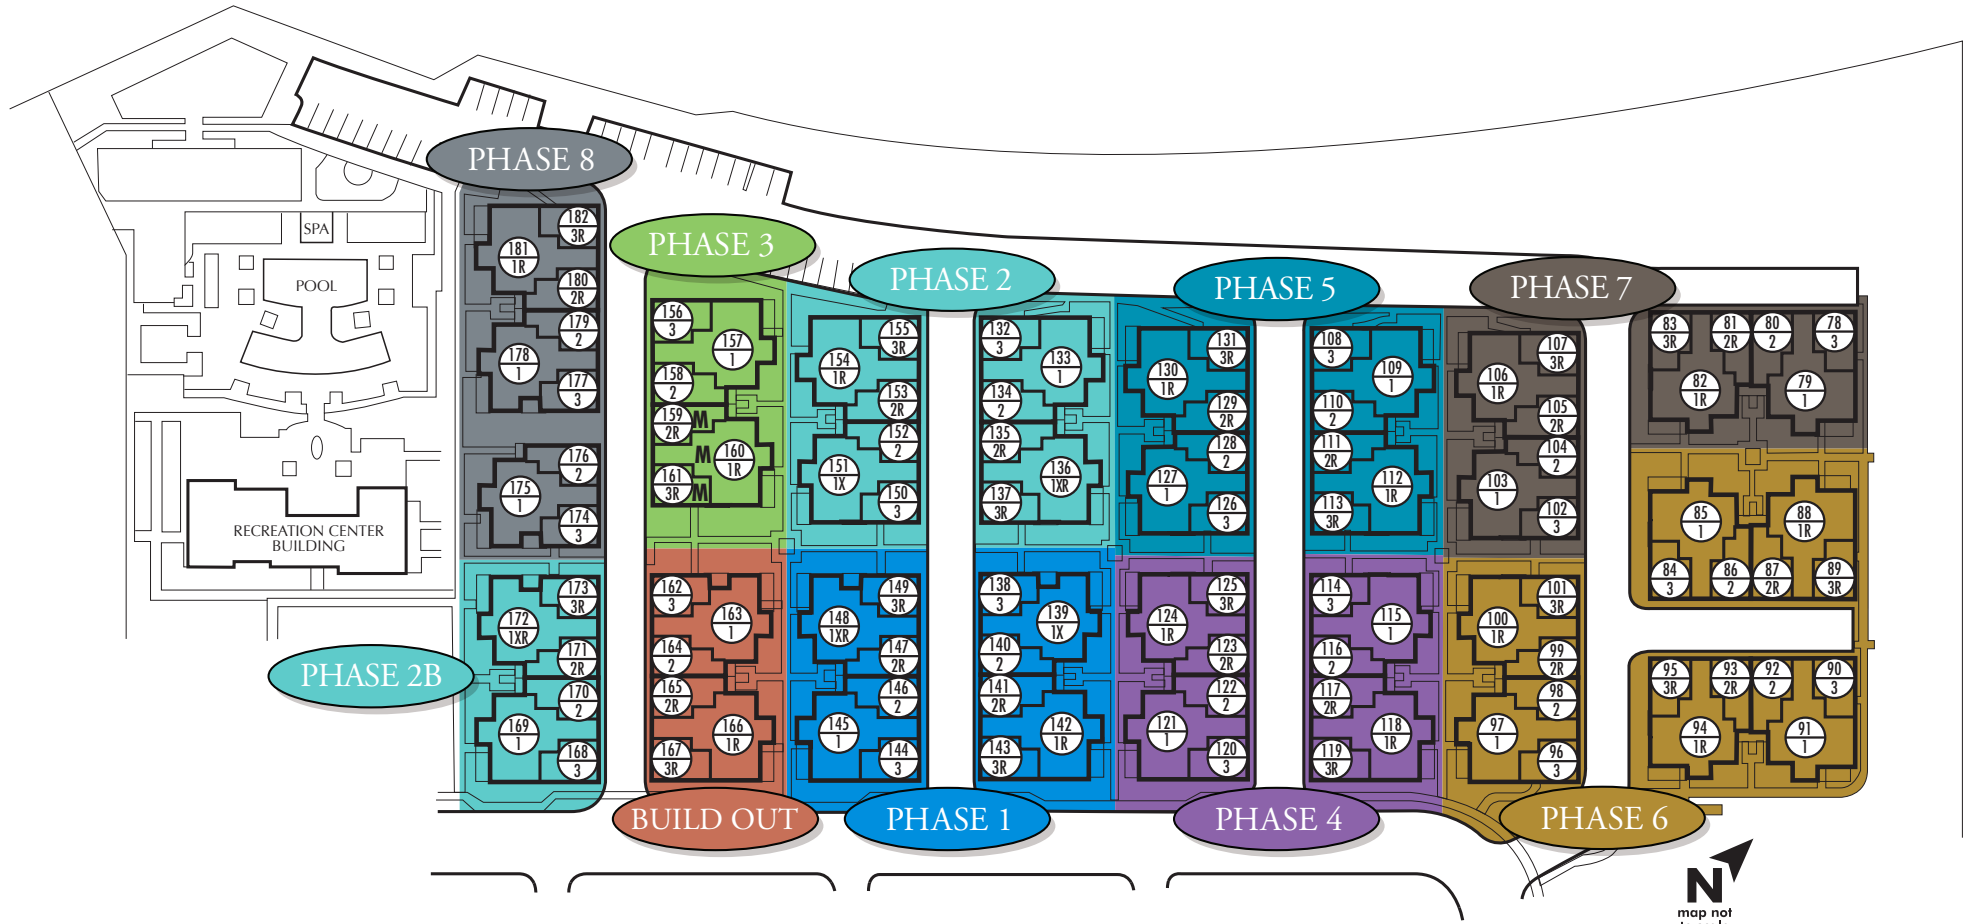 PHASE 8
182
3R
181
1R
180
2R
179
2
178
1
177
3
176
2
175
1
174
3
SPA
POOL
RECREATION CENTER
BUILDING
PHASE 2B
173
3R
172
1XR
171
2R
170
2
169
1
168
3
PHASE 3
156
3
157
1
158
2
159
2R
M
M
160
1R
161
3R
M
BUILD OUT
162
3
163
1
164
2
165
2R
166
1R
167
3R
PHASE 2
155
3R
154
1R
153
2R
152
2
151
1X
150
3
132
3
133
1
134
2
135
2R
136
1XR
137
3R
PHASE 1
149
3R
148
1XR
147
2R
146
2
145
1
144
3
138
3
139
1X
140
2
141
2R
142
1R
143
3R
PHASE 5
131
3R
130
1R
129
2R
128
2
127
1
126
3
108
3
109
1
110
2
111
2R
112
1R
113
3R
PHASE 4
125
3R
124
1R
123
2R
122
2
121
1
120
3
114
3
115
1
116
2
117
2R
118
1R
119
3R
PHASE 7
107
3R
106
1R
105
2R
104
2
103
1
102
3
83
3R
81
2R
80
2
78
3
82
1R
79
1
PHASE 6
101
3R
100
1R
99
2R
98
2
97
1
96
3
85
1
88
1R
84
3
86
2
87
2R
89
3R
95
3R
93
2R
92
2
90
3
94
1R
91
1
N
map not